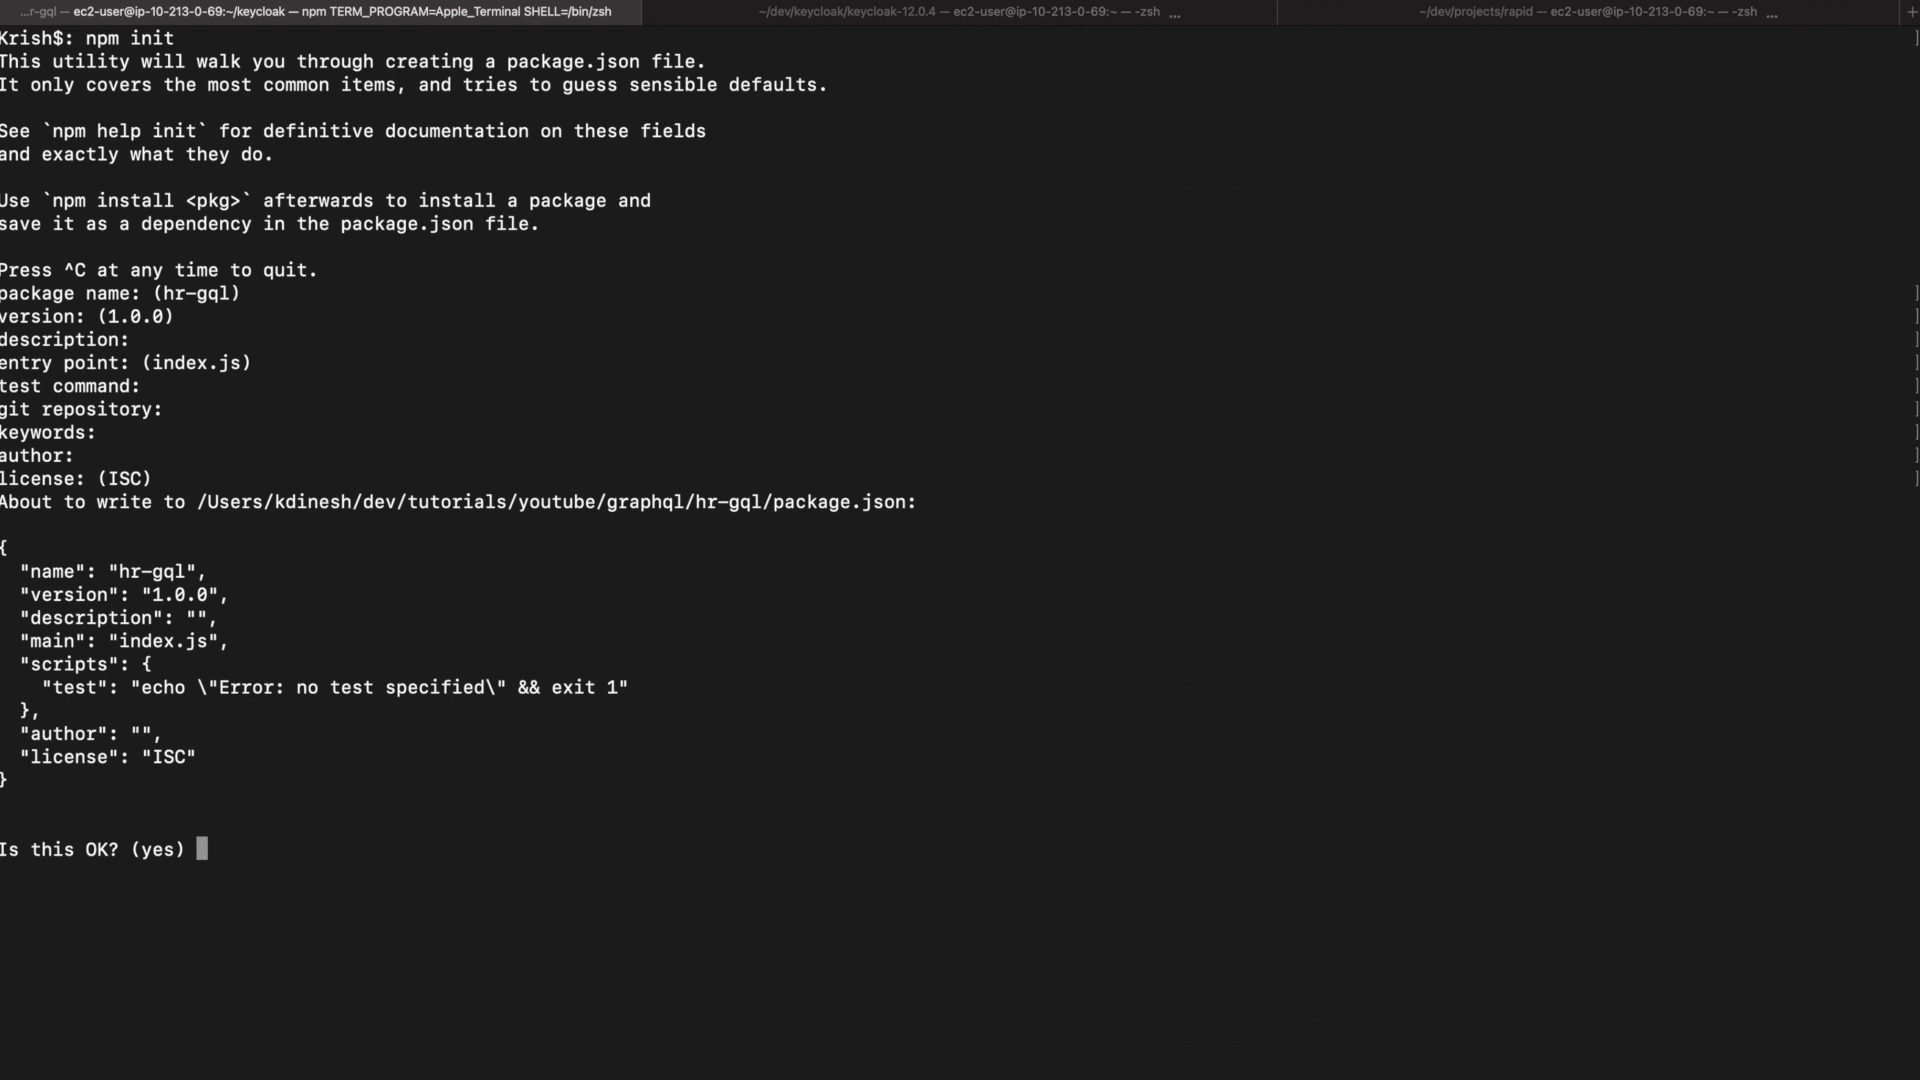 ...r-gql — ec2-user@ip-10-213-0-69:~/keycloak — npm TERM_PROGRAM=Apple_Terminal SHELL=/bin/zsh
~/dev/keycloak/keycloak-12.0.4 — ec2-user@ip-10-213-0-69:~ — -zsh ...
~/dev/projects/rapid — ec2-user@ip-10-213-0-69:~ — -zsh ... +
Krish$: npm init ]
This utility will walk you through creating a package.json file.
It only covers the most common items, and tries to guess sensible defaults.
See `npm help init` for definitive documentation on these fields
and exactly what they do.
Use `npm install <pkg>` afterwards to install a package and
save it as a dependency in the package.json file.
Press ^C at any time to quit.
package name: (hr-gql) ]
version: (1.0.0) ]
description: ]
entry point: (index.js) ]
test command: ]
git repository: ]
keywords: ]
author: ]
license: (ISC) ]
About to write to /Users/kdinesh/dev/tutorials/youtube/graphql/hr-gql/package.json:
{
  "name": "hr-gql",
  "version": "1.0.0",
  "description": "",
  "main": "index.js",
  "scripts": {
    "test": "echo \"Error: no test specified\" && exit 1"
  },
  "author": "",
  "license": "ISC"
}
Is this OK? (yes)